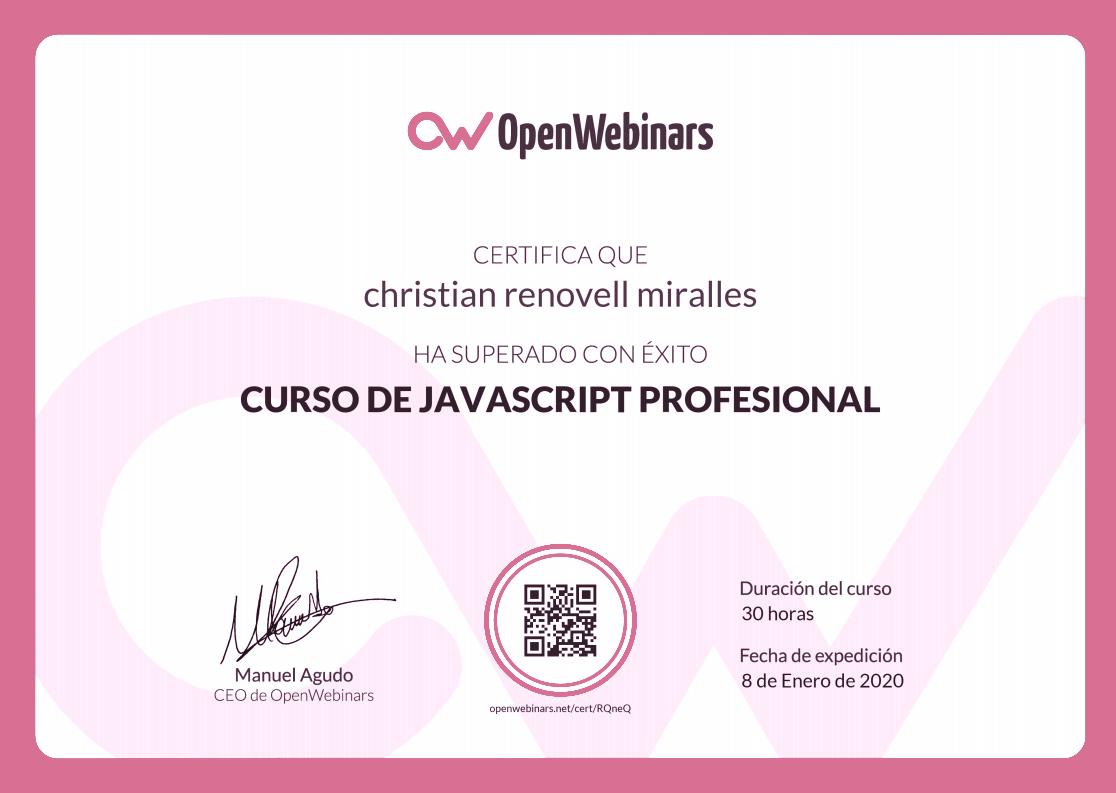 OpenWebinars
CERTIFICA QUE
christian renovell miralles
HA SUPERADO CON ÉXITO
CURSO DE JAVASCRIPT PROFESIONAL
Manuel Agudo
CEO de OpenWebinars
openwebinars.net/cert/RQneQ
Duración del curso
30 horas
Fecha de expedición
8 de Enero de 2020